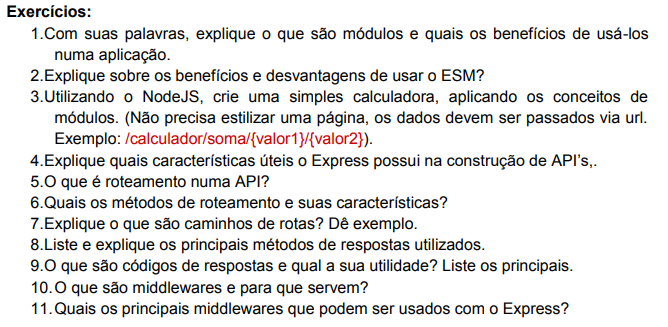 Exercícios:
1.Com suas palavras, explique o que são módulos e quais os benefícios de usá-los
numa aplicação.
2.Explique sobre os benefícios e desvantagens de usar o ESM?
3.Utilizando o NodeJS, crie uma simples calculadora, aplicando os conceitos de
módulos. (Não precisa estilizar uma página, os dados devem ser passados via url.
Exemplo: /calculador/soma/{valor1}/{valor2}).
4.Explique quais características úteis o Express possui na construção de API's,.
5.O que é roteamento numa API?
6.Quais os métodos de roteamento e suas características?
7.Explique o que são caminhos de rotas? Dê exemplo.
8.Liste e explique os principais métodos de respostas utilizados.
9.O que são códigos de respostas e qual a sua utilidade? Liste os principais.
10.O que são middlewares e para que servem?
11.Quais os principais middlewares que podem ser usados com o Express?